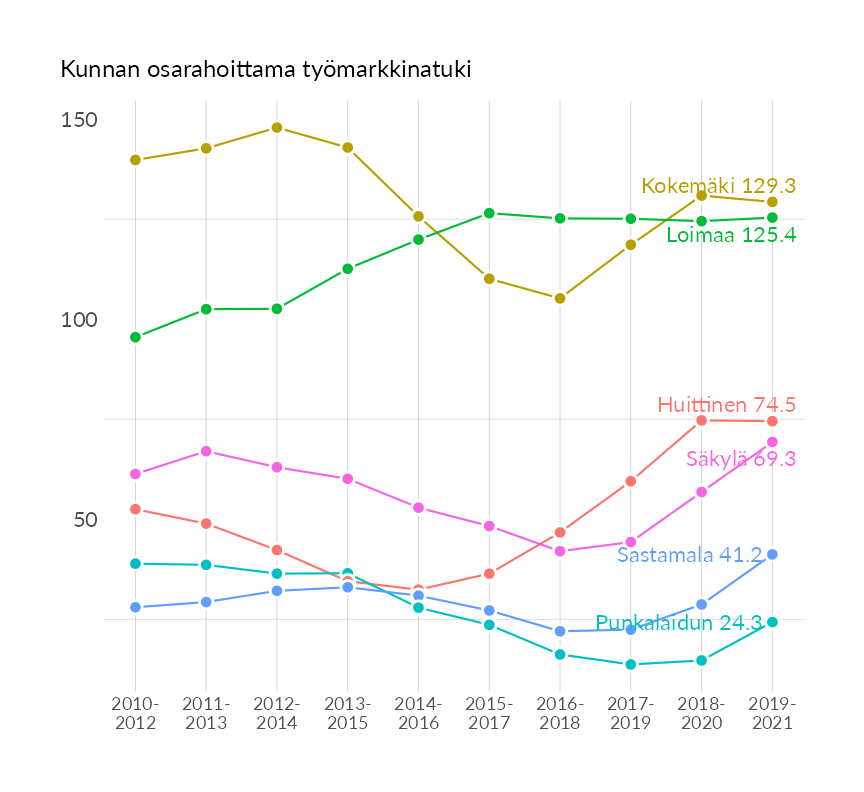 Kunnan osarahoittama työmarkkinatuki
150
Kokemäki 129.3
Loimaa 125.4
100
Huittinen 74.5
Säkylä 69.3
50
Sastamala 41.2
Punkalaidun 24.3
2010- 2011- 2012- 2013- 2014- 2015- 2016- 2017- 2018- 2019-
2012 2013 2014 2015 2016 2017 2018 2019 2020 2021